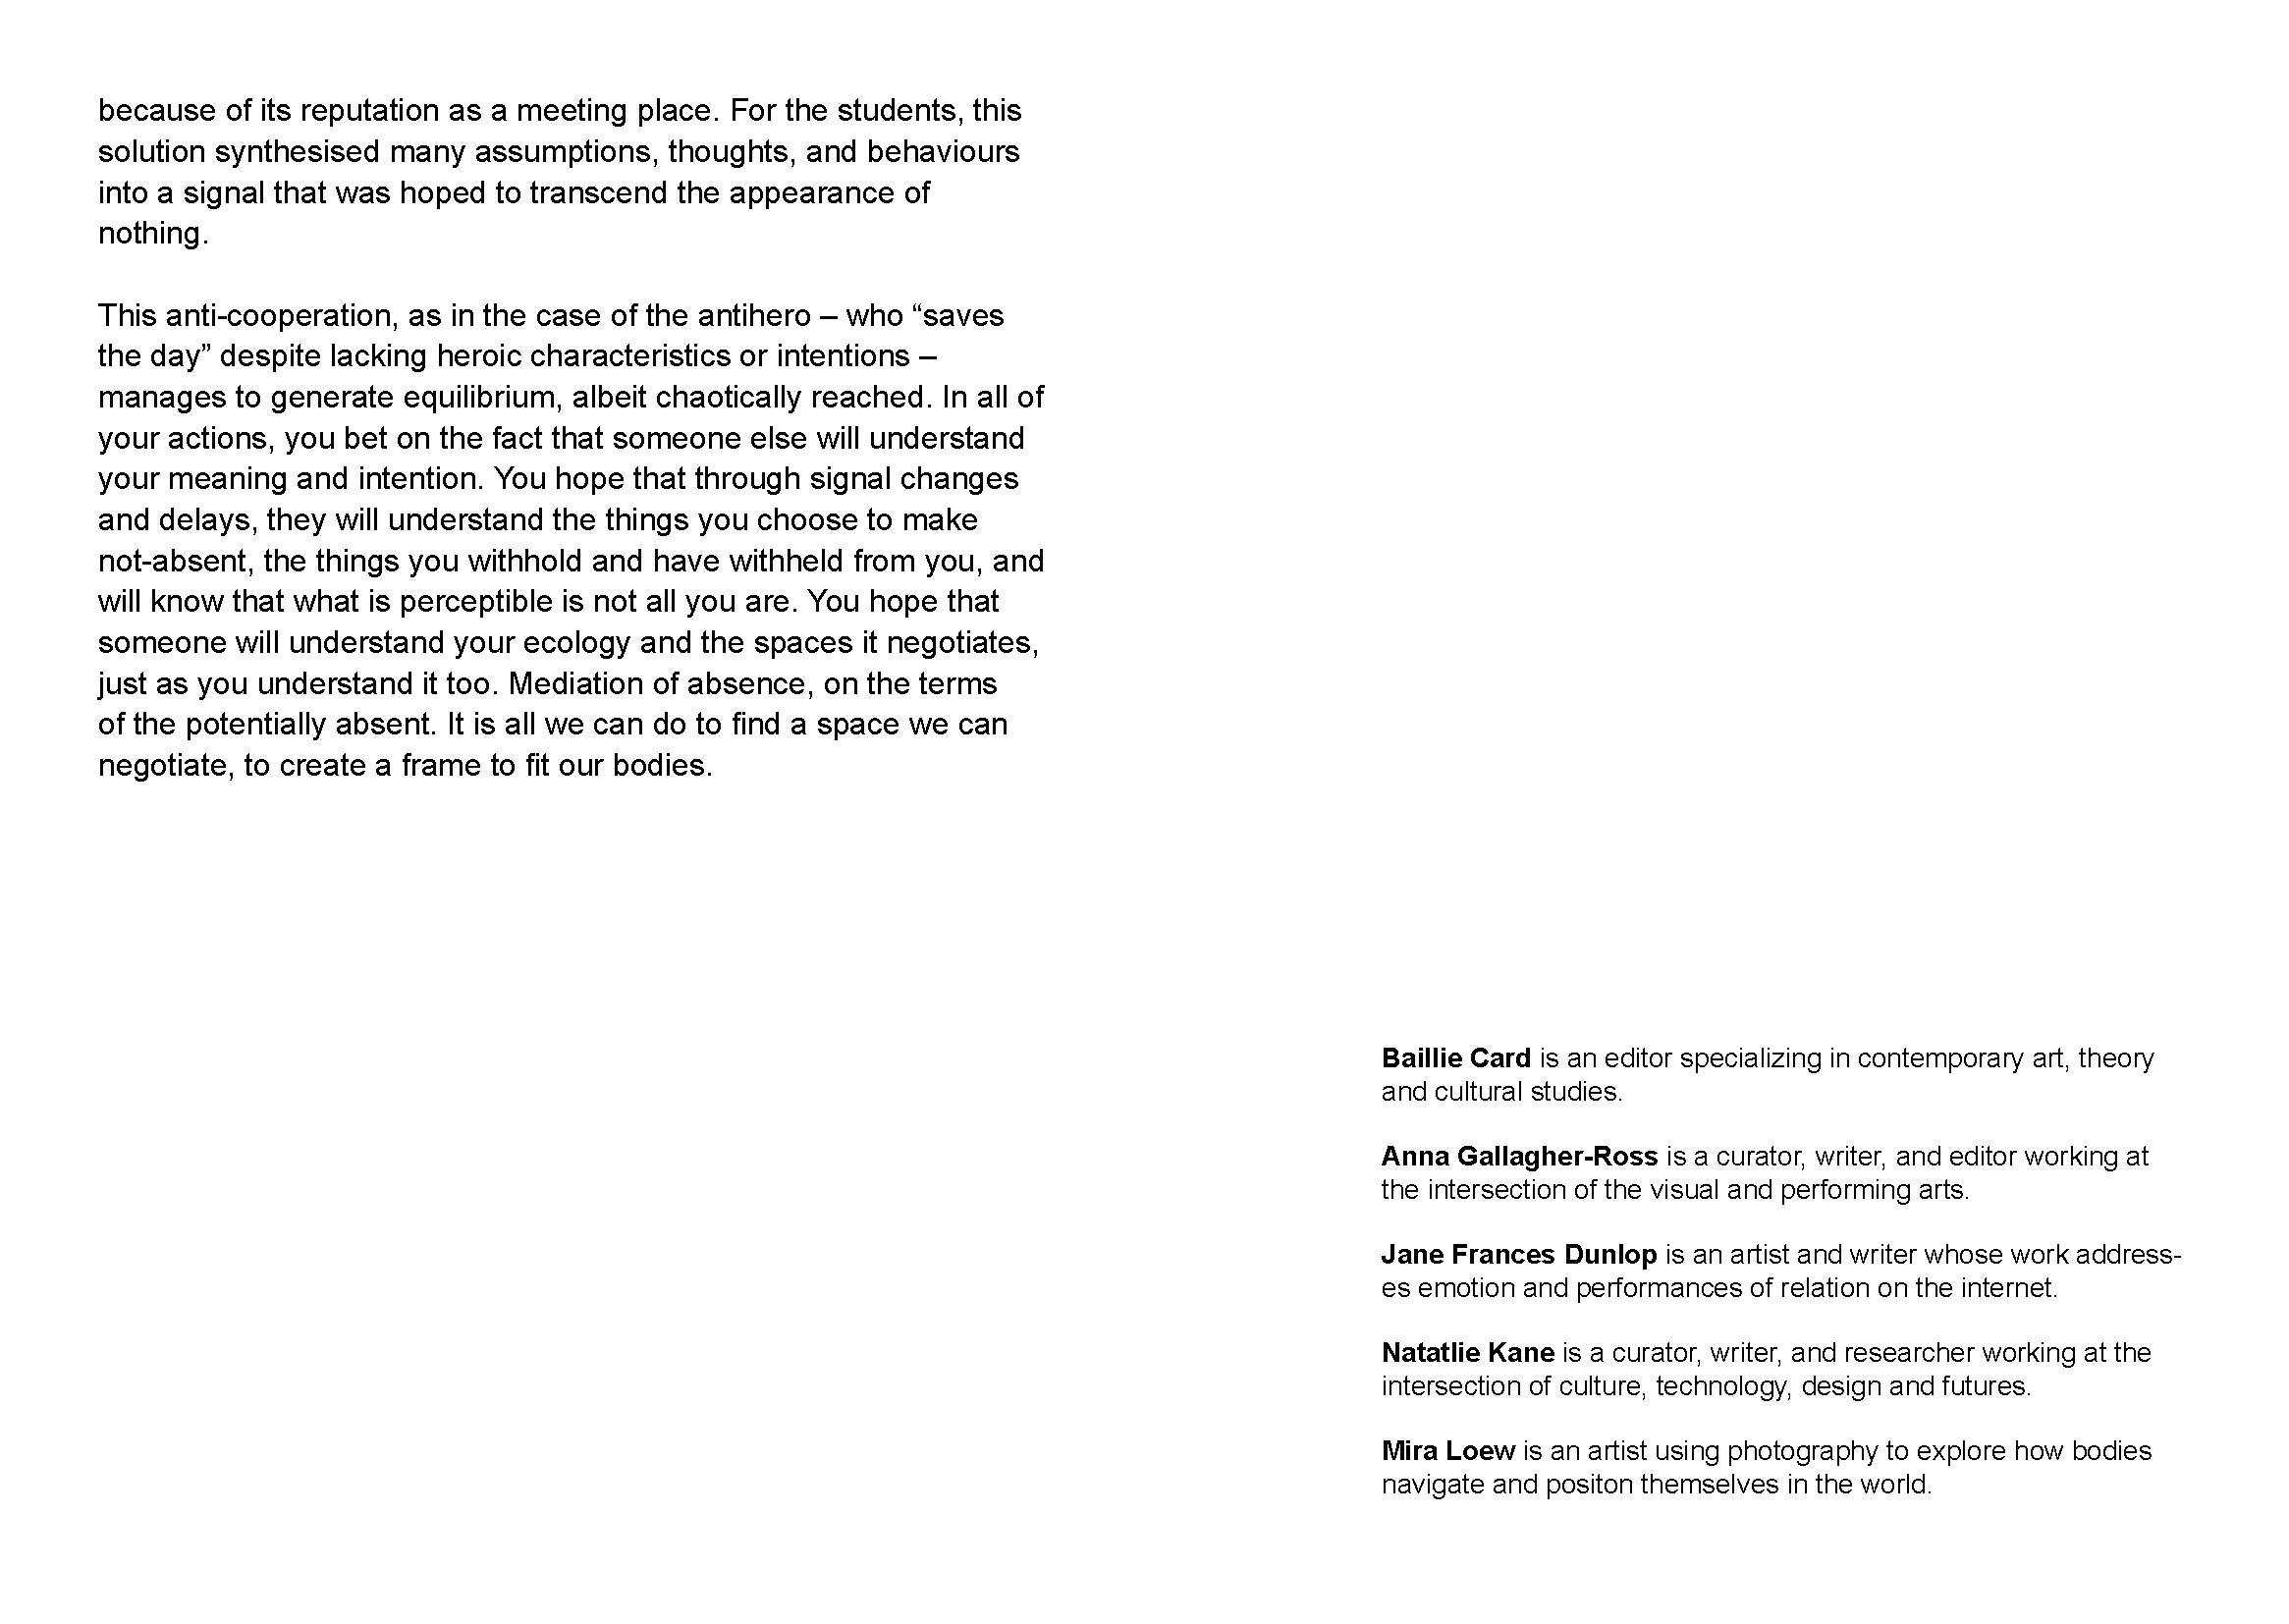 because of its reputation as a meeting place. For the students, this
solution synthesised many assumptions, thoughts, and behaviours
into a signal that was hoped to transcend the appearance of
nothing.
This anti-cooperation, as in the case of the antihero – who “saves
the day” despite lacking heroic characteristics or intentions –
manages to generate equilibrium, albeit chaotically reached. In all of
your actions, you bet on the fact that someone else will understand
your meaning and intention. You hope that through signal changes
and delays, they will understand the things you choose to make
not-absent, the things you withhold and have withheld from you, and
will know that what is perceptible is not all you are. You hope that
someone will understand your ecology and the spaces it negotiates,
just as you understand it too. Mediation of absence, on the terms
of the potentially absent. It is all we can do to find a space we can
negotiate, to create a frame to fit our bodies.
Baillie Card is an editor specializing in contemporary art, theory
and cultural studies.
Anna Gallagher-Ross is a curator, writer, and editor working at
the intersection of the visual and performing arts.
Jane Frances Dunlop is an artist and writer whose work address-
es emotion and performances of relation on the internet.
Natatlie Kane is a curator, writer, and researcher working at the
intersection of culture, technology, design and futures.
Mira Loew is an artist using photography to explore how bodies
navigate and positon themselves in the world.